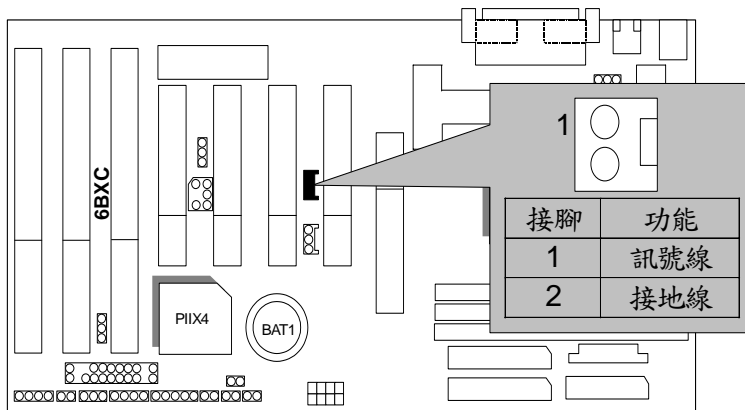 6BXC
PIIX4
BAT1
1
接腳 功能
1 訊號線
2 接地線